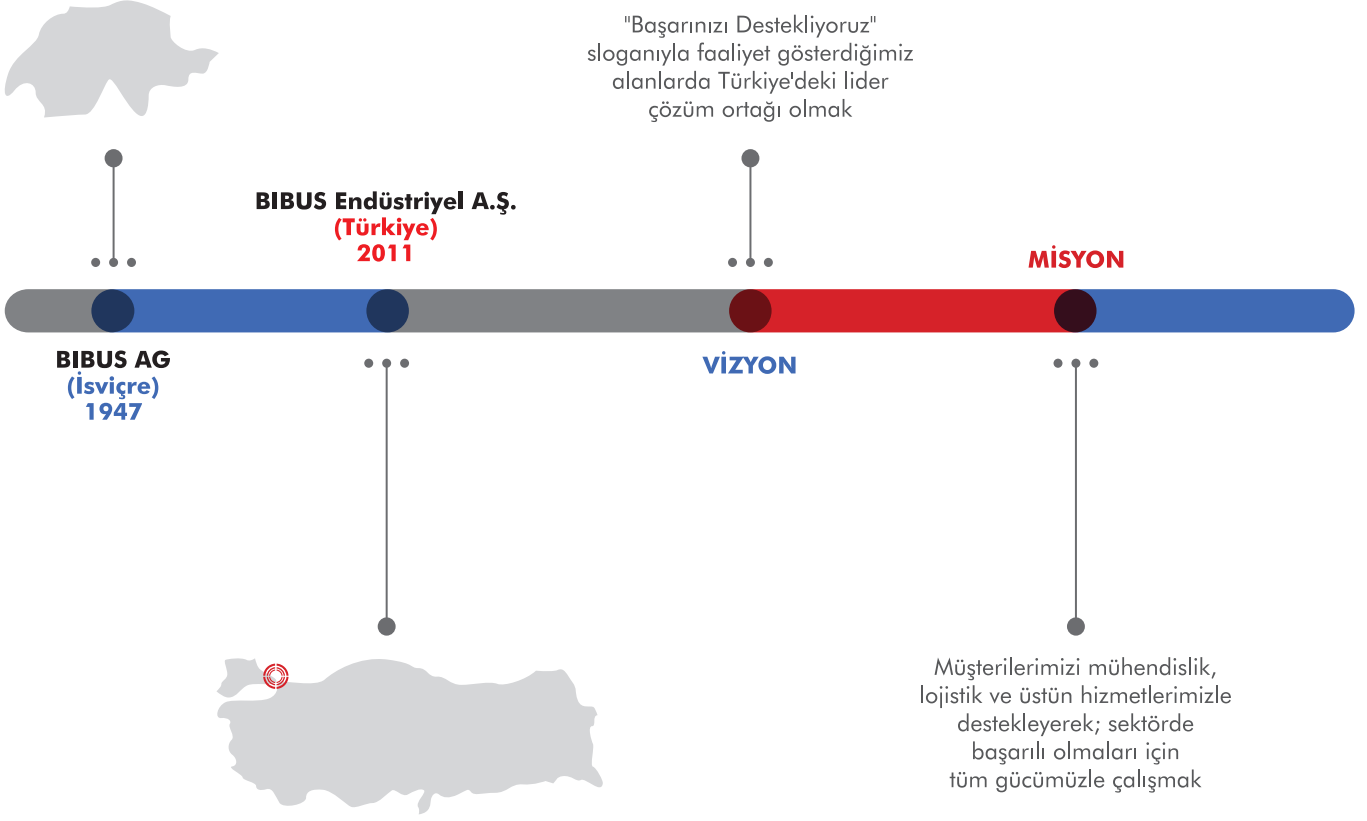 "Başarınızı Destekliyoruz"
sloganıyla faaliyet gösterdiğimiz
alanlarda Türkiye'deki lider
çözüm ortağı olmak
BIBUS Endüstriyel A.Ş.
(Türkiye)
2011
MİSYON
BIBUS AG
(İsviçre)
1947
VİZYON
Müşterilerimizi mühendislik,
lojistik ve üstün hizmetlerimizle
destekleyerek; sektörde
başarılı olmaları için
tüm gücümüzle çalışmak